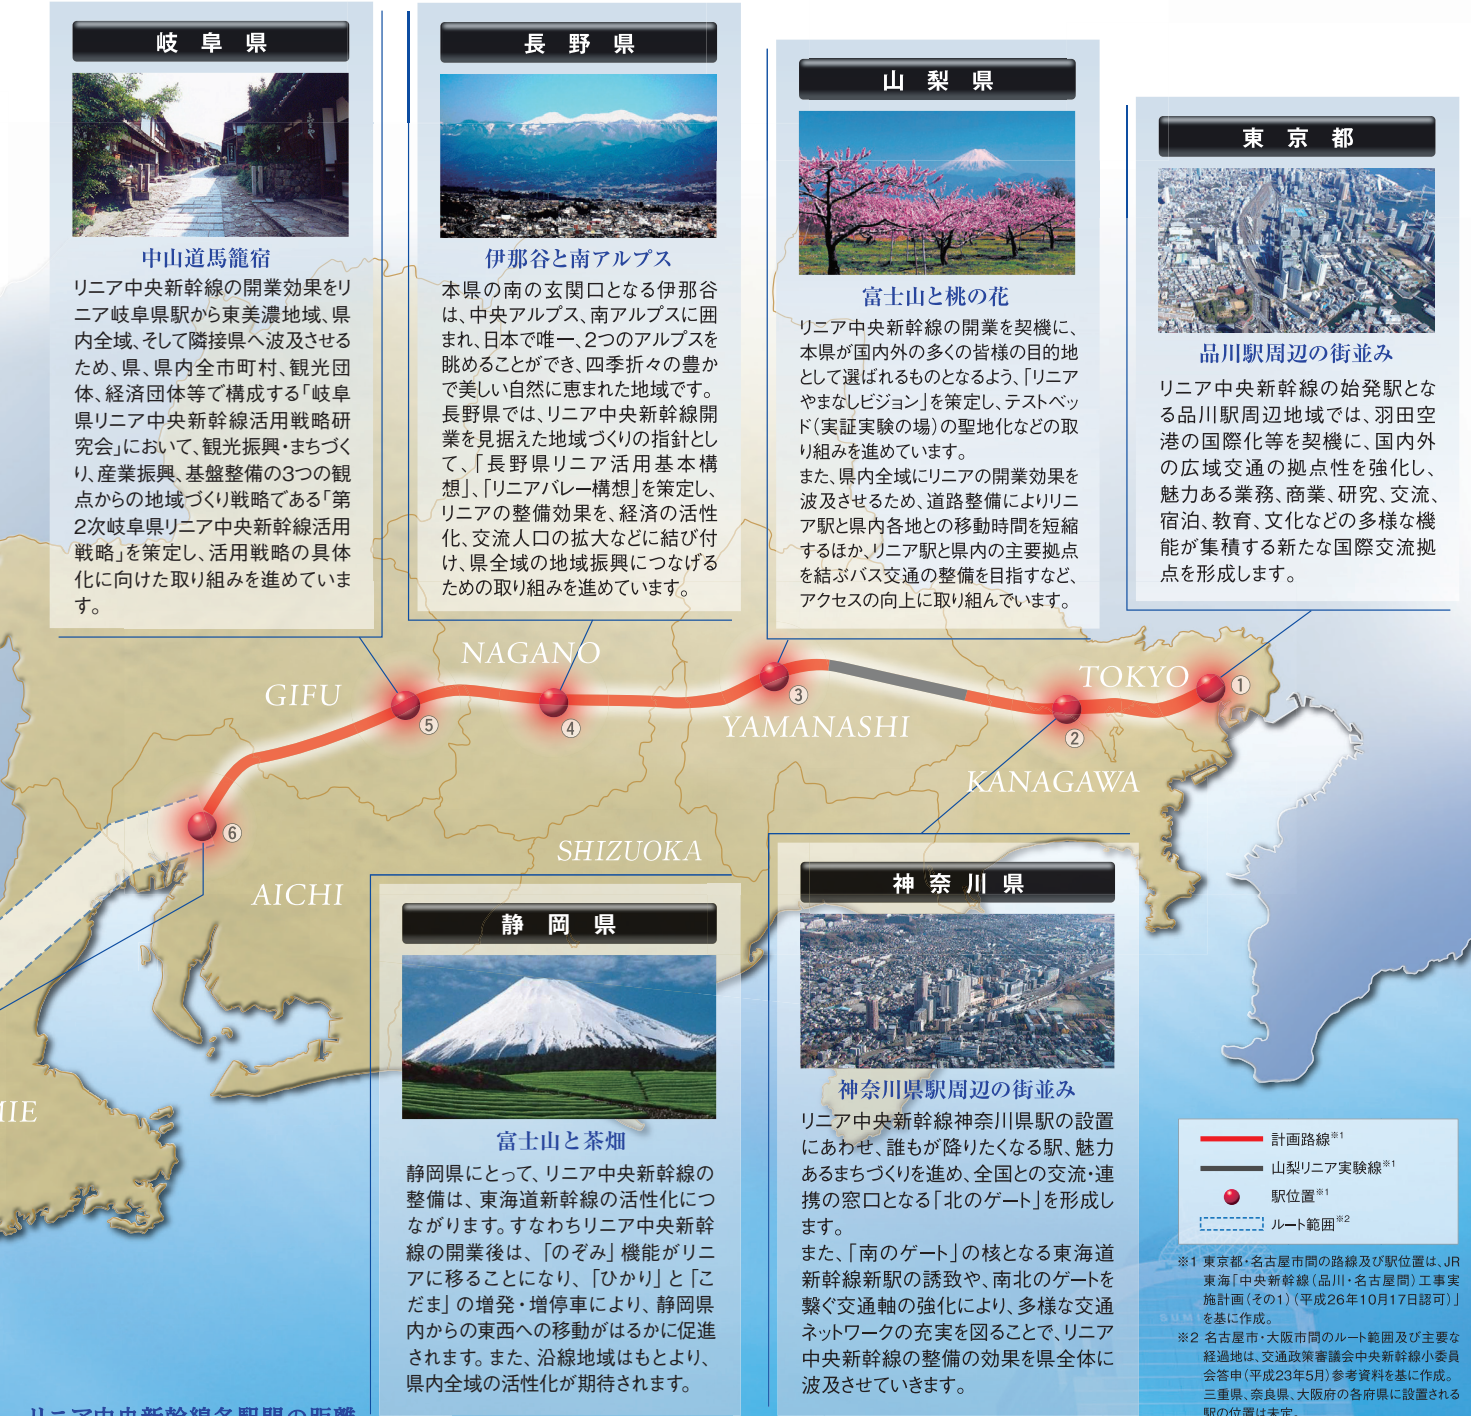 岐阜県
中山道馬籠宿
リニア中央新幹線の開業効果をリ
ニア岐阜県駅から東美濃地域、県
内全域、そして隣接県へ波及させる
ため、県、県内全市町村、観光団
体、経済団体等で構成する「岐阜
県リニア中央新幹線活用戦略研
究会」において、観光振興・まちづく
り、産業振興、基盤整備の3つの観
点からの地域づくり戦略である「第
2次岐阜県リニア中央新幹線活用
戦略」を策定し、活用戦略の具体
化に向けた取り組みを進めていま
す。
長野県
伊那谷と南アルプス
本県の南の玄関口となる伊那谷
は、中央アルプス、南アルプスに囲
まれ、日本で唯一、2つのアルプスを
眺めることができ、四季折々の豊か
で美しい自然に恵まれた地域です。
長野県では、リニア中央新幹線開
業を見据えた地域づくりの指針とし
て、「長野県リニア活用基本構
想」、「リニアバレー構想」を策定し、
リニアの整備効果を、経済の活性
化、交流人口の拡大などに結び付
け、県全域の地域振興につなげる
ための取り組みを進めています。
山梨県
富士山と桃の花
リニア中央新幹線の開業を契機に、
本県が国内外の多くの皆様の目的地
として選ばれるものとなるよう、「リニア
やまなしビジョン」を策定し、テストベッ
ド(実証実験の場)の聖地化などの取
り組みを進めています。
また、県内全域にリニアの開業効果を
波及させるため、道路整備によりリニ
ア駅と県内各地との移動時間を短縮
するほか、リニア駅と県内の主要拠点
を結ぶバス交通の整備を目指すなど、
アクセスの向上に取り組んでいます。
東京都
品川駅周辺の街並み
リニア中央新幹線の始発駅とな
る品川駅周辺地域では、羽田空
港の国際化等を契機に、国内外
の広域交通の拠点性を強化し、
魅力ある業務、商業、研究、交流、
宿泊、教育、文化などの多様な機
能が集積する新たな国際交流拠
点を形成します。
NAGANO
GIFU
TOKYO
YAMANASHI
KANAGAWA
SHIZUOKA
AICHI
MIE
①
②
③
④
⑤
⑥
静岡県
富士山と茶畑
静岡県にとって、リニア中央新幹線の
整備は、東海道新幹線の活性化につ
ながります。すなわちリニア中央新幹
線の開業後は、「のぞみ」機能がリニ
アに移ることになり、「ひかり」と「こ
だま」の増発・増停車により、静岡県
内からの東西への移動がはるかに促進
されます。また、沿線地域はもとより、
県内全域の活性化が期待されます。
神奈川県
神奈川県駅周辺の街並み
リニア中央新幹線神奈川県駅の設置
にあわせ、誰もが降りたくなる駅、魅力
あるまちづくりを進め、全国との交流・連
携の窓口となる「北のゲート」を形成し
ます。
また、「南のゲート」の核となる東海道
新幹線新駅の誘致や、南北のゲートを
繋ぐ交通軸の強化により、多様な交通
ネットワークの充実を図ることで、リニア
中央新幹線の整備の効果を県全体に
波及させていきます。
計画路線※1
山梨リニア実験線※1
駅位置※1
ルート範囲※2
※1 東京都・名古屋市間の路線及び駅位置は、JR
東海「中央新幹線(品川・名古屋間)工事実
施計画(その1)(平成26年10月17日認可)」
を基に作成。
※2 名古屋市・大阪市間のルート範囲及び主要な
経過地は、交通政策審議会中央新幹線小委員
会答申(平成23年5月)参考資料を基に作成。
三重県、奈良県、大阪府の各府県に設置される
駅の位置は未定。
リニア中央新幹線各駅間の距離